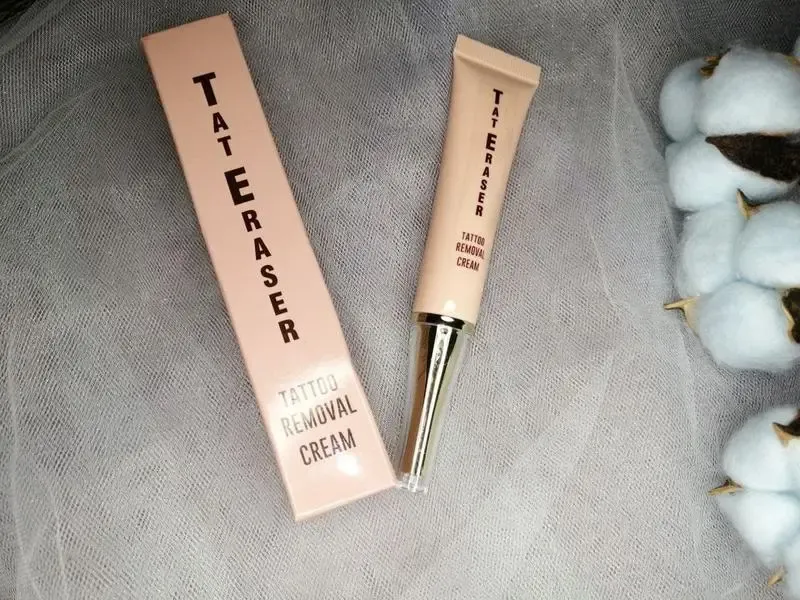 TAT ERASER
TATTOO
REMOVAL
CREAM
TAT ERASER
TATTOO
REMOVAL
CREAM